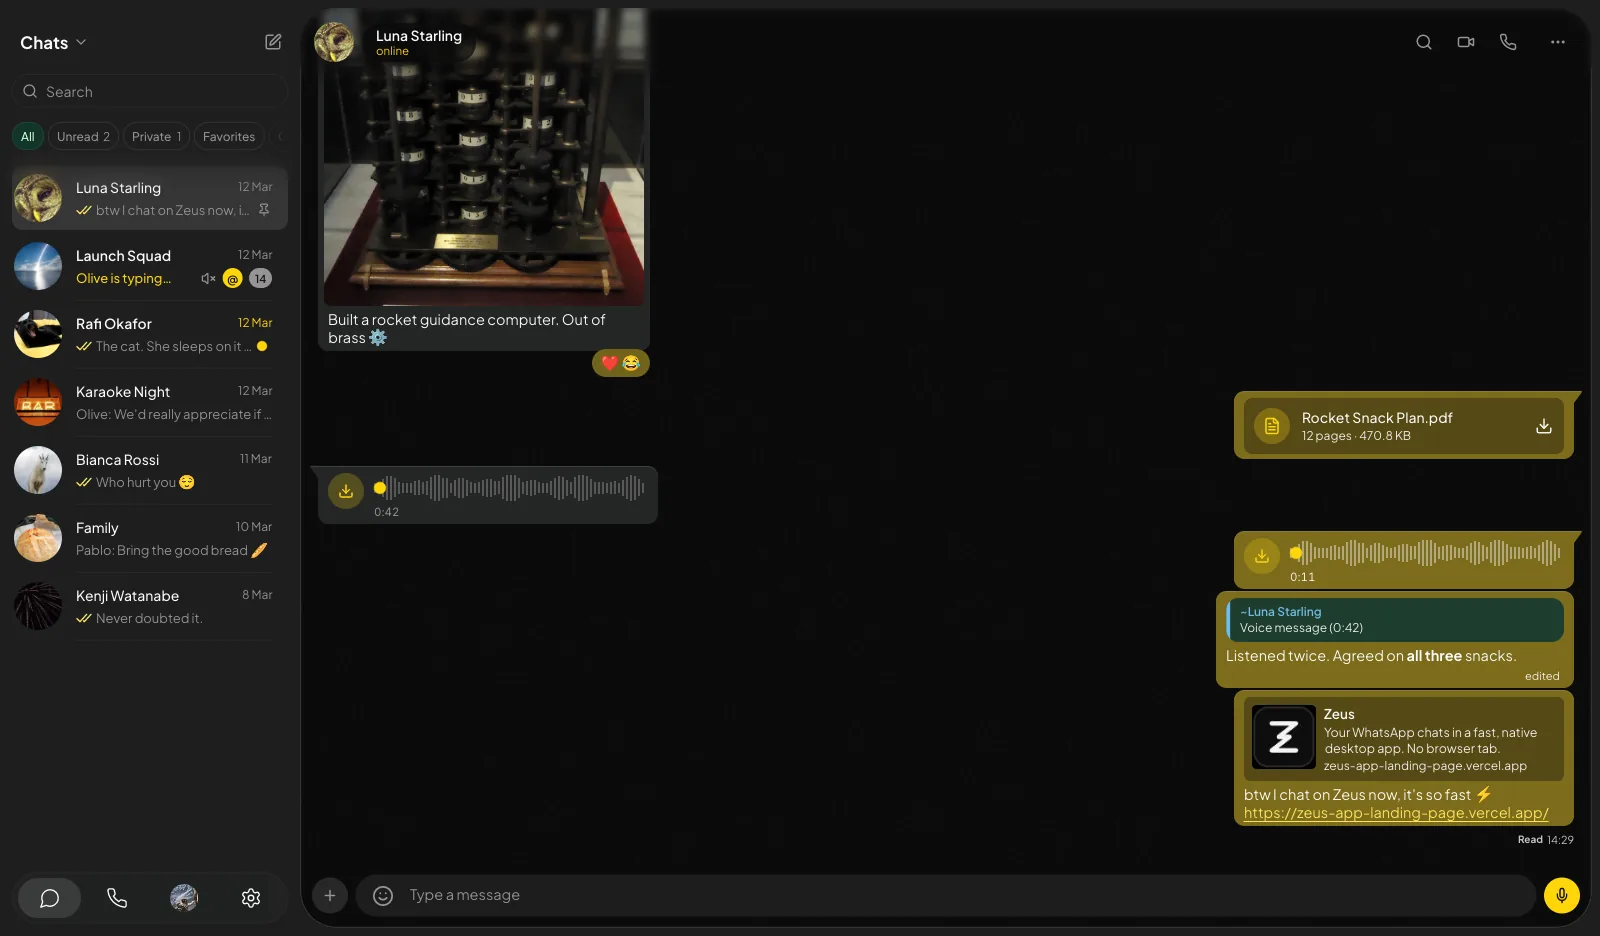 Chats
Search
All
Unread 2
Private 1
Favorites
Luna Starling
12 Mar
btw I chat on Zeus now, i...
Launch Squad
12 Mar
Olive is typing...
@
14
Rafi Okafor
12 Mar
The cat. She sleeps on it ...
Karaoke Night
12 Mar
Olive: We'd really appreciate if ...
BAR
Bianca Rossi
11 Mar
Who hurt you 😌
Family
10 Mar
Pablo: Bring the good bread 🥖
Kenji Watanabe
8 Mar
Never doubted it.
Luna Starling
online
Built a rocket guidance computer. Out of
brass ⚙️
❤️ 😂
Rocket Snack Plan.pdf
12 pages · 470.8 KB
0:42
0:11
~Luna Starling
Voice message (0:42)
Listened twice. Agreed on all three snacks.
edited
Zeus
Your WhatsApp chats in a fast, native
desktop app. No browser tab.
zeus-app-landing-page.vercel.app
btw I chat on Zeus now, it's so fast ⚡
https://zeus-app-landing-page.vercel.app/
Read 14:29
Type a message